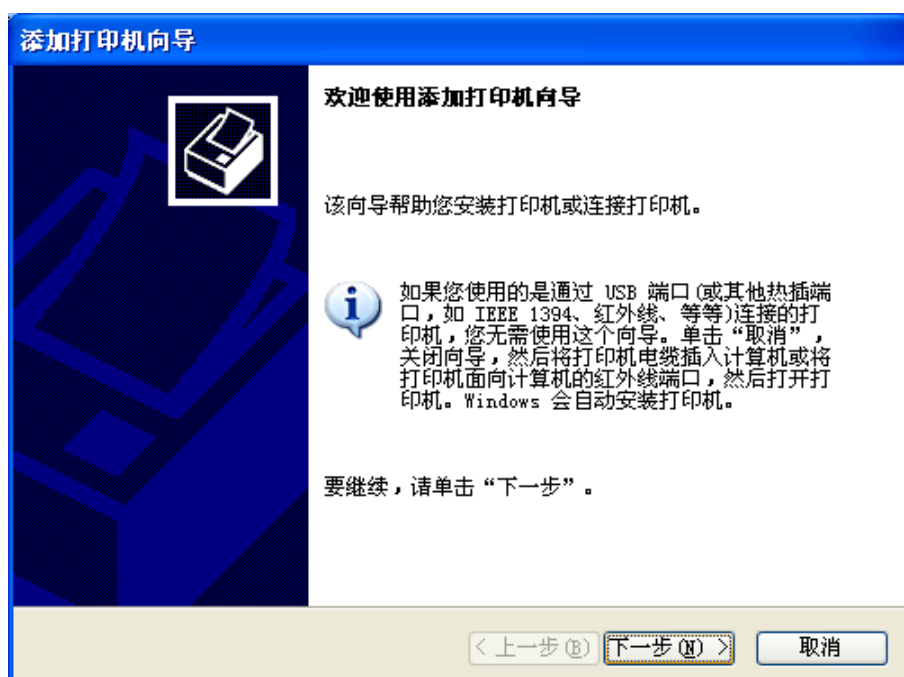 添加打印机向导
欢迎使用添加打印机向导
该向导帮助您安装打印机或连接打印机。
如果您使用的是通过 USB 端口(或其他热插端
口，如 IEEE 1394、红外线、等等)连接的打
印机，您无需使用这个向导。单击“取消”，
关闭向导，然后将打印机电缆插入计算机或将
打印机面向计算机的红外线端口，然后打开打
印机。Windows 会自动安装打印机。
要继续，请单击“下一步”。
< 上一步(B) 下一步(N) > 取消